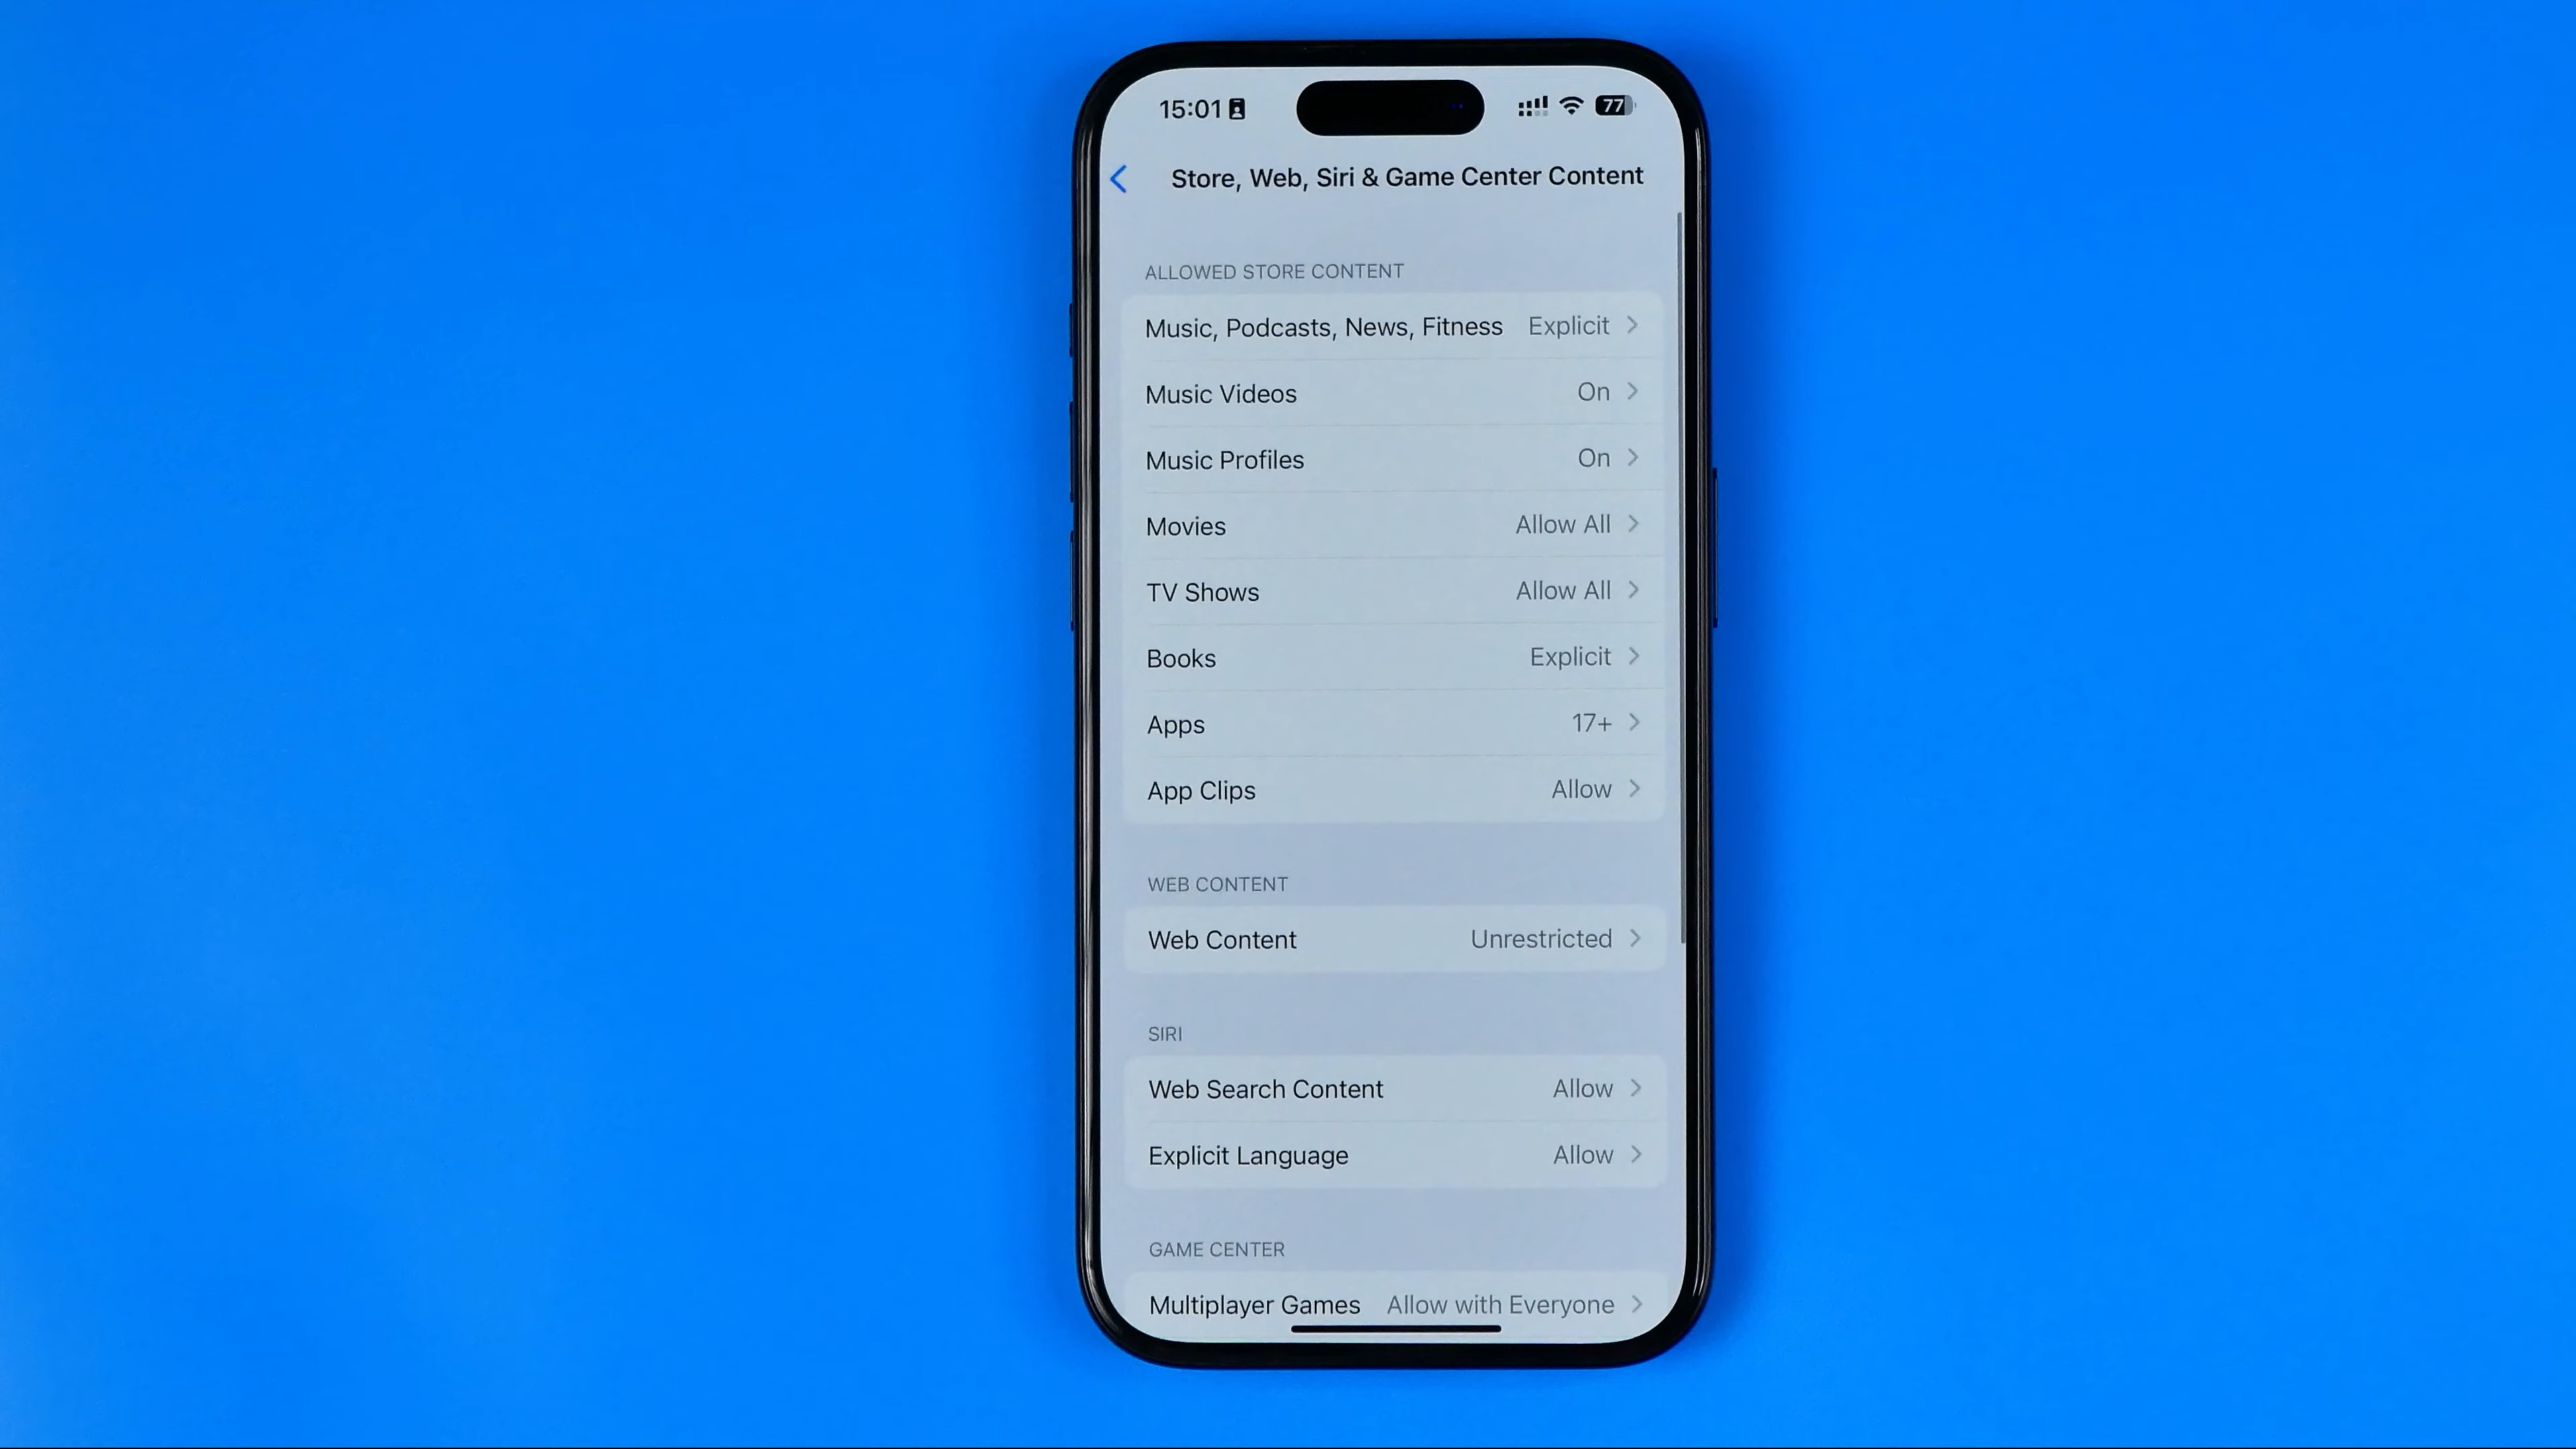 15:01
77
Store, Web, Siri & Game Center Content
ALLOWED STORE CONTENT
Music, Podcasts, News, Fitness Explicit
Music Videos On
Music Profiles On
Movies Allow All
TV Shows Allow All
Books Explicit
Apps 17+
App Clips Allow
WEB CONTENT
Web Content Unrestricted
SIRI
Web Search Content Allow
Explicit Language Allow
GAME CENTER
Multiplayer Games Allow with Everyone